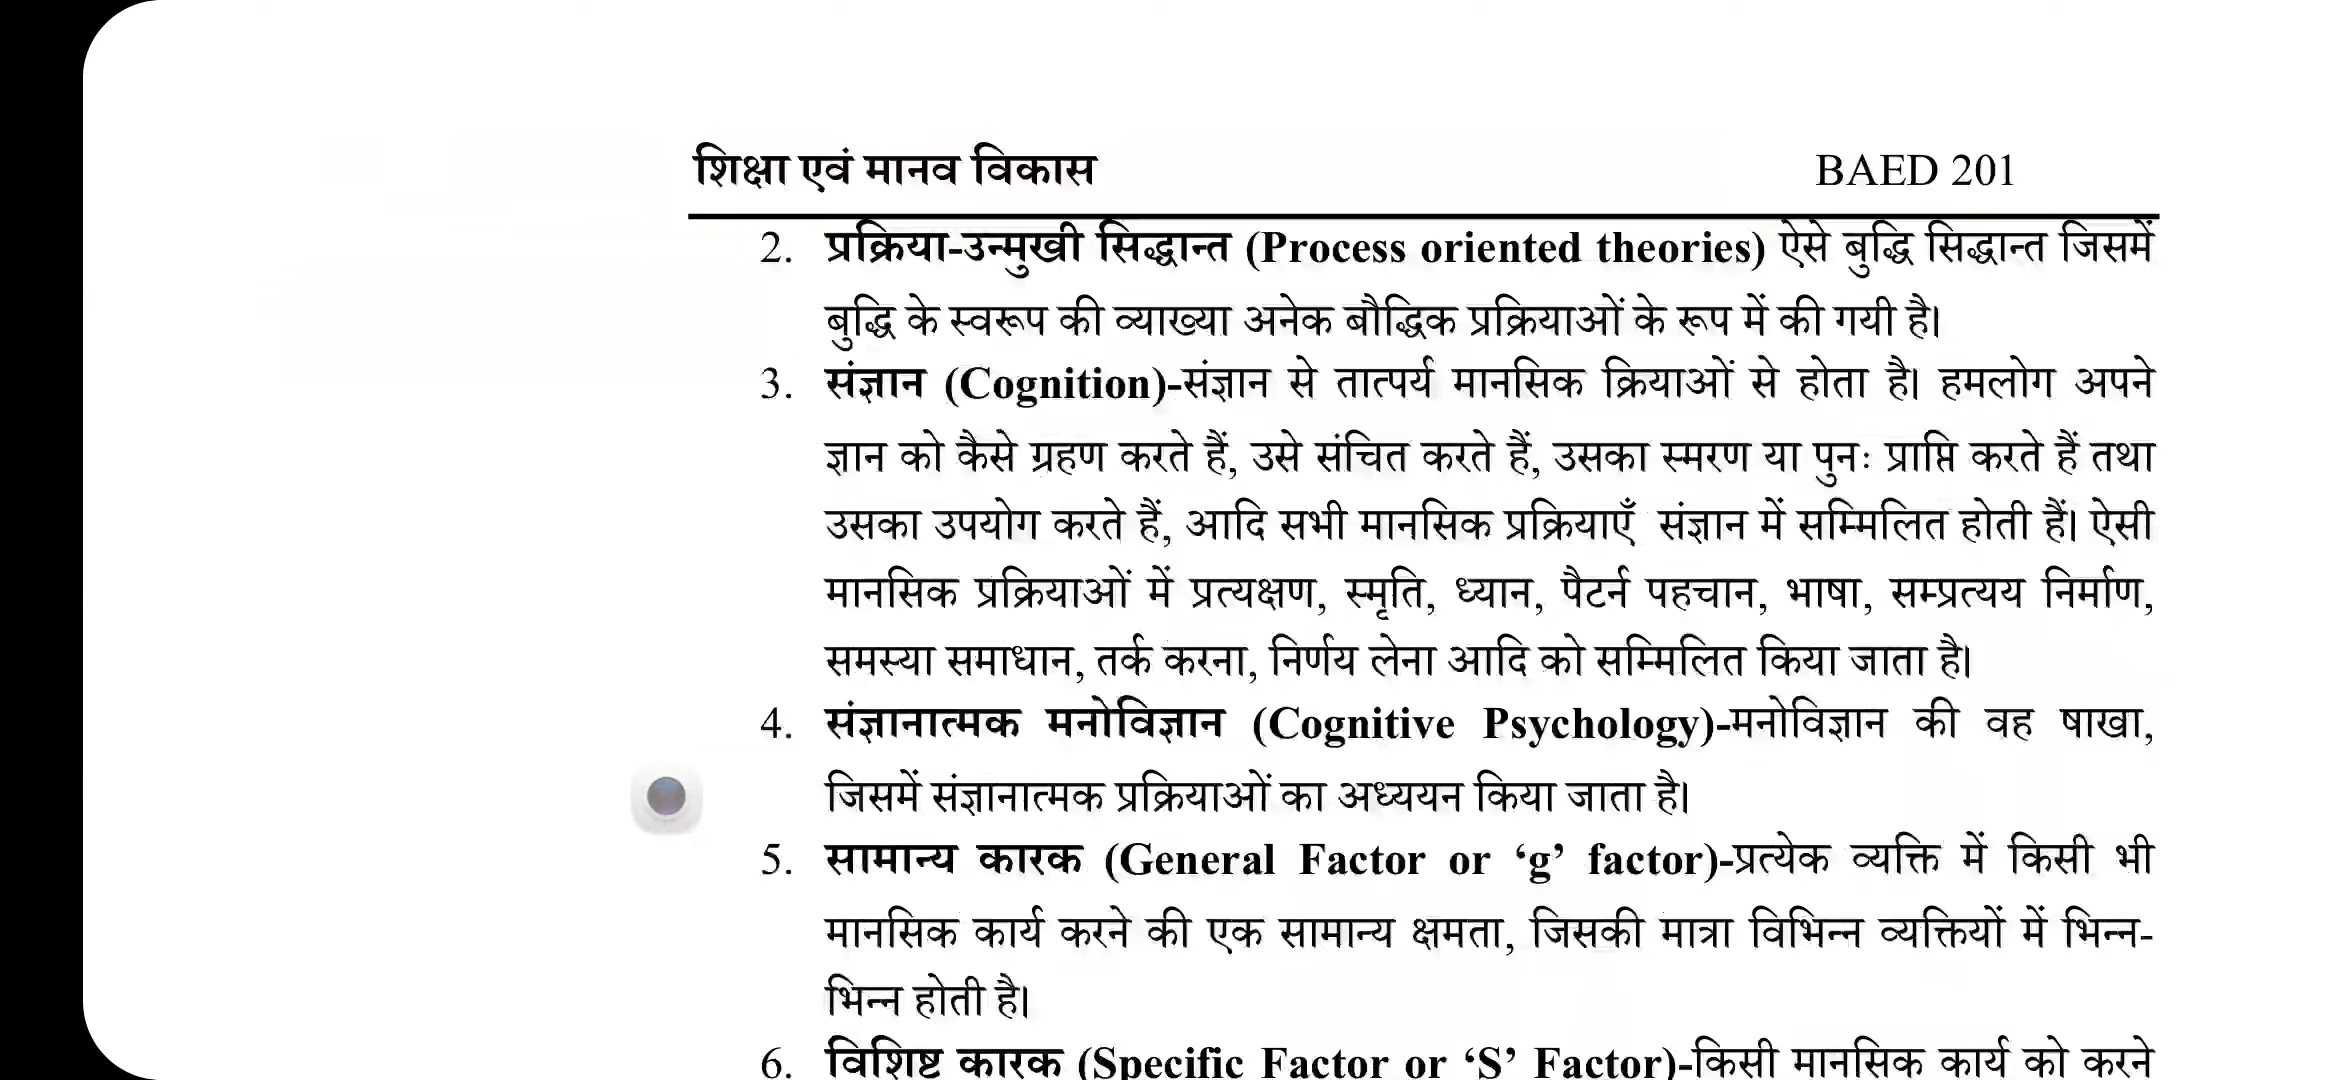 शिक्षा एवं मानव विकास BAED 201
2. प्रक्रिया-उन्मुखी सिद्धान्त (Process oriented theories) ऐसे बुद्धि सिद्धान्त जिसमें
बुद्धि के स्वरूप की व्याख्या अनेक बौद्धिक प्रक्रियाओं के रूप में की गयी है।
3. संज्ञान (Cognition)-संज्ञान से तात्पर्य मानसिक क्रियाओं से होता है। हमलोग अपने
ज्ञान को कैसे ग्रहण करते हैं, उसे संचित करते हैं, उसका स्मरण या पुनः प्राप्ति करते हैं तथा
उसका उपयोग करते हैं, आदि सभी मानसिक प्रक्रियाएँ संज्ञान में सम्मिलित होती हैं। ऐसी
मानसिक प्रक्रियाओं में प्रत्यक्षण, स्मृति, ध्यान, पैटर्न पहचान, भाषा, सम्प्रत्यय निर्माण,
समस्या समाधान, तर्क करना, निर्णय लेना आदि को सम्मिलित किया जाता है।
4. संज्ञानात्मक मनोविज्ञान (Cognitive Psychology)-मनोविज्ञान की वह षाखा,
जिसमें संज्ञानात्मक प्रक्रियाओं का अध्ययन किया जाता है।
5. सामान्य कारक (General Factor or ‘g’ factor)-प्रत्येक व्यक्ति में किसी भी
मानसिक कार्य करने की एक सामान्य क्षमता, जिसकी मात्रा विभिन्न व्यक्तियों में भिन्न-
भिन्न होती है।
6. विशिष्ट कारक (Specific Factor or ‘S’ Factor)-किसी मानसिक कार्य को करने